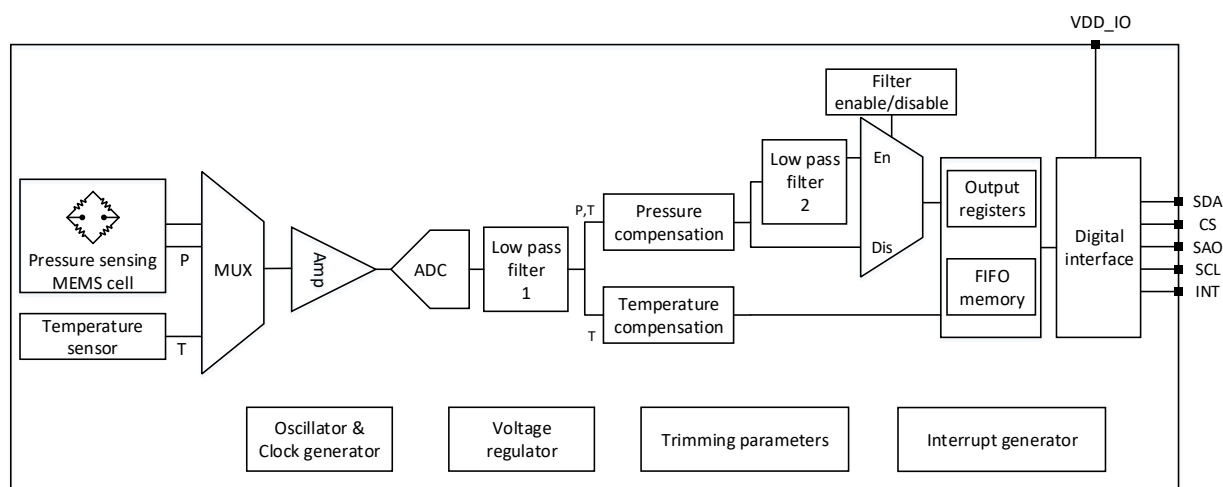 VDD_IO
Filter
enable/disable
Low pass
filter
2
En
Dis
Output
registers
FIFO
memory
Digital
interface
SDA
CS
SAO
SCL
INT
Pressure sensing
MEMS cell
P
Temperature
sensor
T
MUX
Amp
ADC
Low pass
filter
1
P,T
Pressure
compensation
T
Temperature
compensation
Oscillator &
Clock generator
Voltage
regulator
Trimming parameters
Interrupt generator